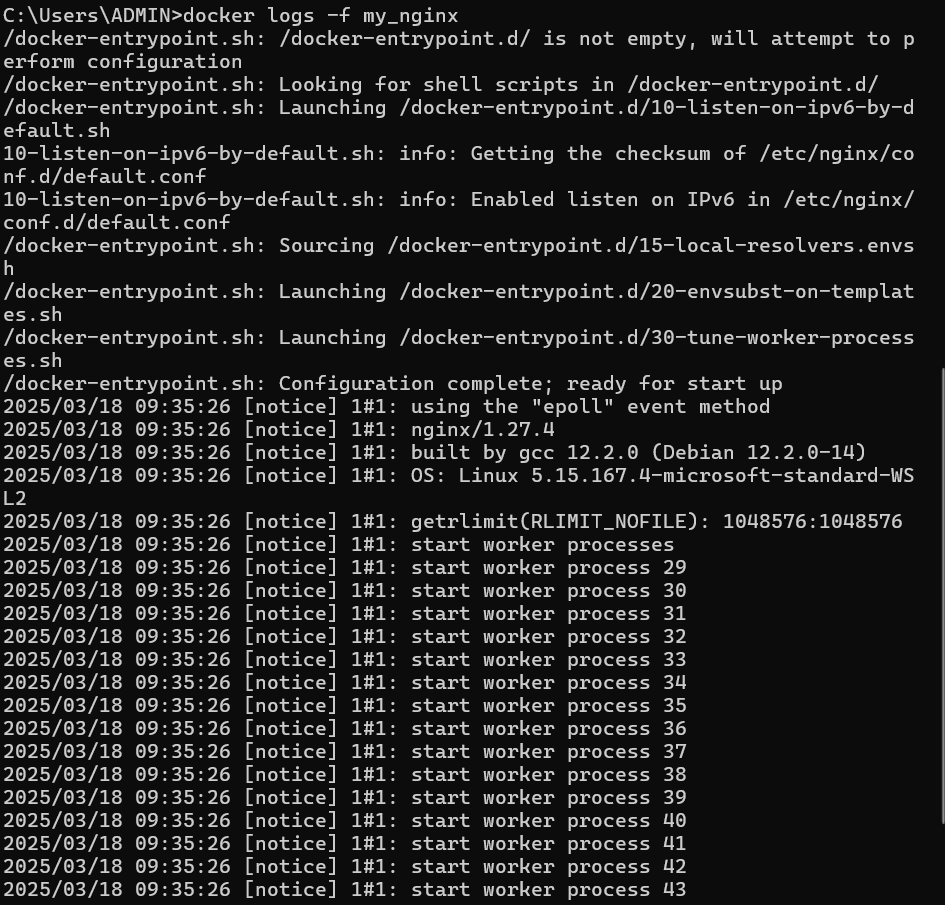 C:\Users\ADMIN>docker logs -f my_nginx
/docker-entrypoint.sh: /docker-entrypoint.d/ is not empty, will attempt to p
erform configuration
/docker-entrypoint.sh: Looking for shell scripts in /docker-entrypoint.d/
/docker-entrypoint.sh: Launching /docker-entrypoint.d/10-listen-on-ipv6-by-d
efault.sh
10-listen-on-ipv6-by-default.sh: info: Getting the checksum of /etc/nginx/co
nf.d/default.conf
10-listen-on-ipv6-by-default.sh: info: Enabled listen on IPv6 in /etc/nginx/
conf.d/default.conf
/docker-entrypoint.sh: Sourcing /docker-entrypoint.d/15-local-resolvers.envs
h
/docker-entrypoint.sh: Launching /docker-entrypoint.d/20-envsubst-on-templat
es.sh
/docker-entrypoint.sh: Launching /docker-entrypoint.d/30-tune-worker-process
es.sh
/docker-entrypoint.sh: Configuration complete; ready for start up
2025/03/18 09:35:26 [notice] 1#1: using the "epoll" event method
2025/03/18 09:35:26 [notice] 1#1: nginx/1.27.4
2025/03/18 09:35:26 [notice] 1#1: built by gcc 12.2.0 (Debian 12.2.0-14)
2025/03/18 09:35:26 [notice] 1#1: OS: Linux 5.15.167.4-microsoft-standard-WS
L2
2025/03/18 09:35:26 [notice] 1#1: getrlimit(RLIMIT_NOFILE): 1048576:1048576
2025/03/18 09:35:26 [notice] 1#1: start worker processes
2025/03/18 09:35:26 [notice] 1#1: start worker process 29
2025/03/18 09:35:26 [notice] 1#1: start worker process 30
2025/03/18 09:35:26 [notice] 1#1: start worker process 31
2025/03/18 09:35:26 [notice] 1#1: start worker process 32
2025/03/18 09:35:26 [notice] 1#1: start worker process 33
2025/03/18 09:35:26 [notice] 1#1: start worker process 34
2025/03/18 09:35:26 [notice] 1#1: start worker process 35
2025/03/18 09:35:26 [notice] 1#1: start worker process 36
2025/03/18 09:35:26 [notice] 1#1: start worker process 37
2025/03/18 09:35:26 [notice] 1#1: start worker process 38
2025/03/18 09:35:26 [notice] 1#1: start worker process 39
2025/03/18 09:35:26 [notice] 1#1: start worker process 40
2025/03/18 09:35:26 [notice] 1#1: start worker process 41
2025/03/18 09:35:26 [notice] 1#1: start worker process 42
2025/03/18 09:35:26 [notice] 1#1: start worker process 43